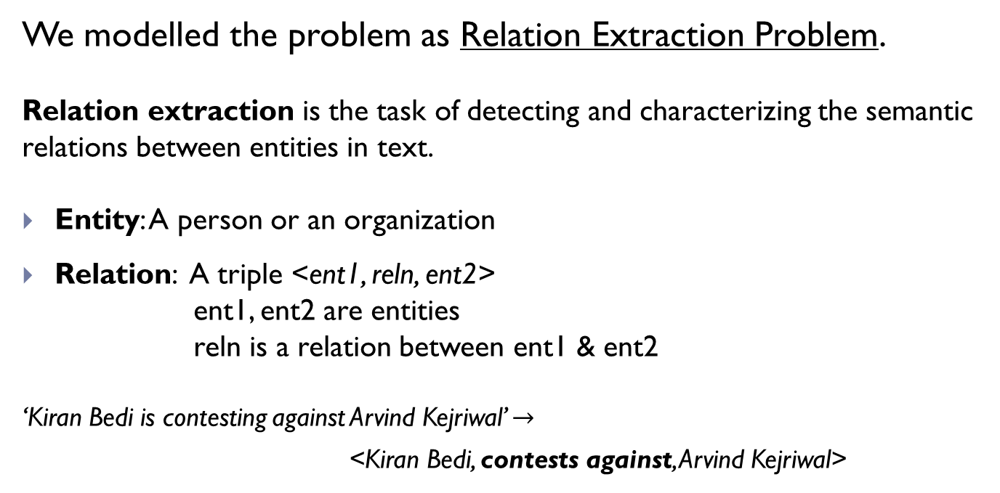 We modelled the problem as Relation Extraction Problem.
Relation extraction is the task of detecting and characterizing the semantic
relations between entities in text.
Entity: A person or an organization
Relation: A triple <ent1, reln, ent2>
ent1, ent2 are entities
reln is a relation between ent1 & ent2
‘Kiran Bedi is contesting against Arvind Kejriwal’ →
<Kiran Bedi, contests against, Arvind Kejriwal>